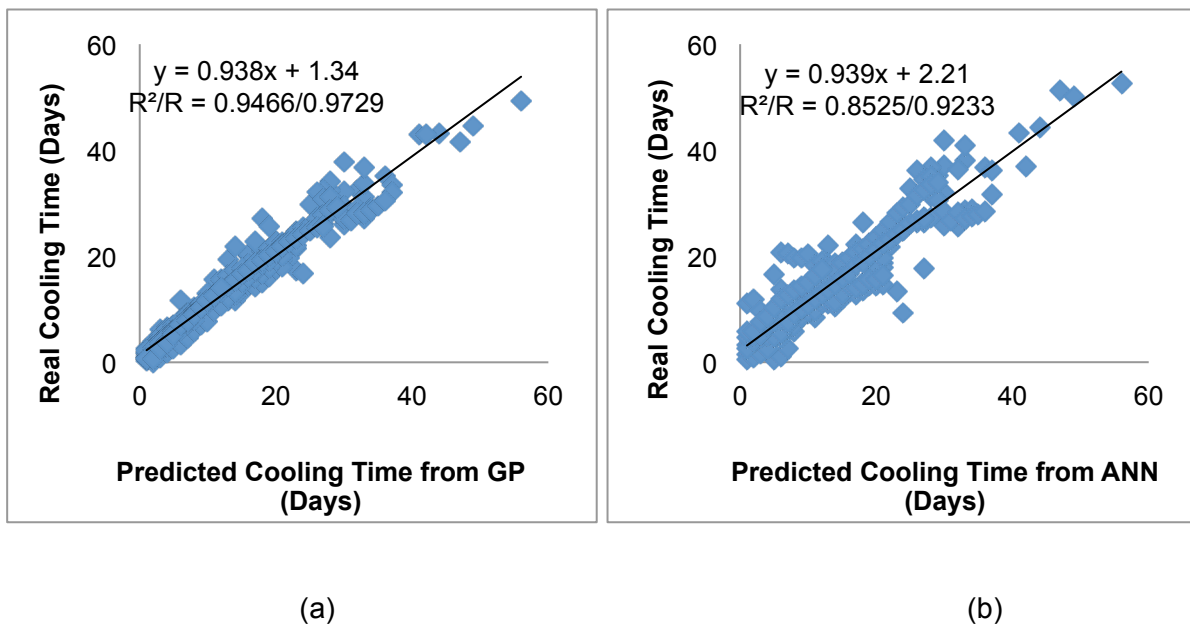 60
y = 0.938x + 1.34
R²/R = 0.9466/0.9729
40
20
0
Real Cooling Time (Days)
0 20 40 60
Predicted Cooling Time from GP
(Days)
60
y = 0.939x + 2.21
R²/R = 0.8525/0.9233
40
20
0
Real Cooling Time (Days)
0 20 40 60
Predicted Cooling Time from ANN
(Days)
(a)
(b)